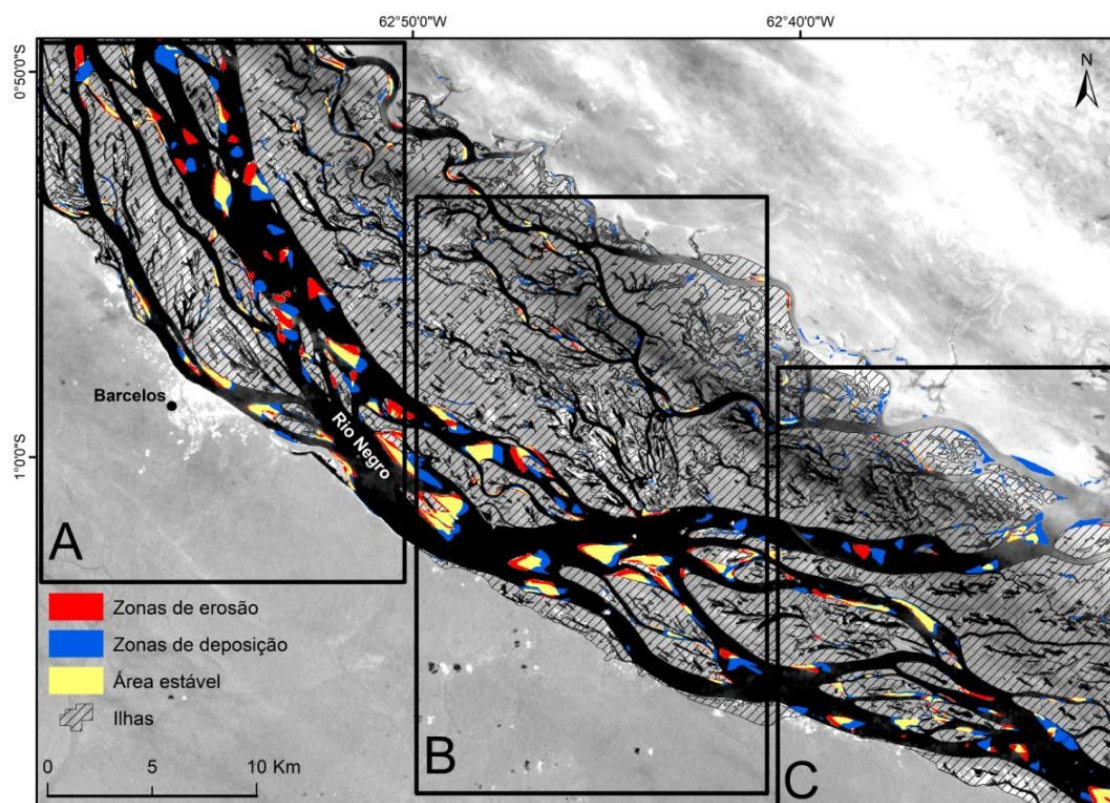 62°50'0"W
62°40'0"W
0°50'0"S
N
Barcelos
Rio Negro
1°0'0"S
A
Zonas de erosão
Zonas de deposição
Área estável
Ilhas
0 5 10 Km
B
C